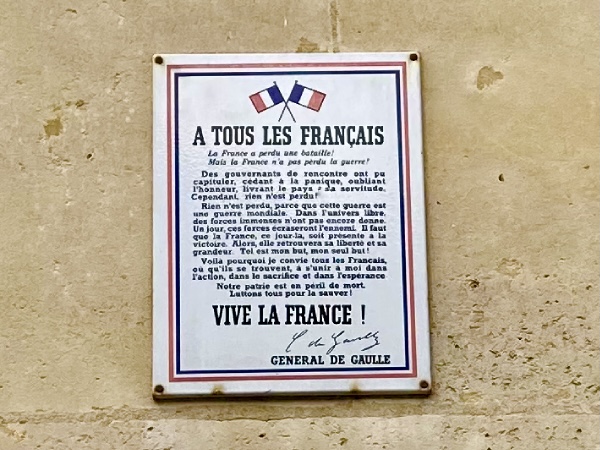 A TOUS LES FRANÇAIS
La France a perdu une bataille!
Mais la France n'a pas perdu la guerre!
Des gouvernants de rencontre ont pu
capituler, cédant à la panique, oubliant
l'honneur, livrant le pays à la servitude.
Cependant, rien n'est perdu!
Rien n'est perdu, parce que cette guerre est
une guerre mondiale. Dans l'univers libre,
des forces immenses n'ont pas encore donné.
Un jour, ces forces écraseront l'ennemi. Il faut
que la France, ce jour-là, soit présente à la
victoire. Alors, elle retrouvera sa liberté et sa
grandeur. Tel est mon but, mon seul but!
Voilà pourquoi je convie tous les Français,
où qu'ils se trouvent, à s'unir à moi dans
l'action, dans le sacrifice et dans l'espérance
Notre patrie est en péril de mort.
Luttons tous pour la sauver!
VIVE LA FRANCE !
C de Gaulle
GENERAL DE GAULLE